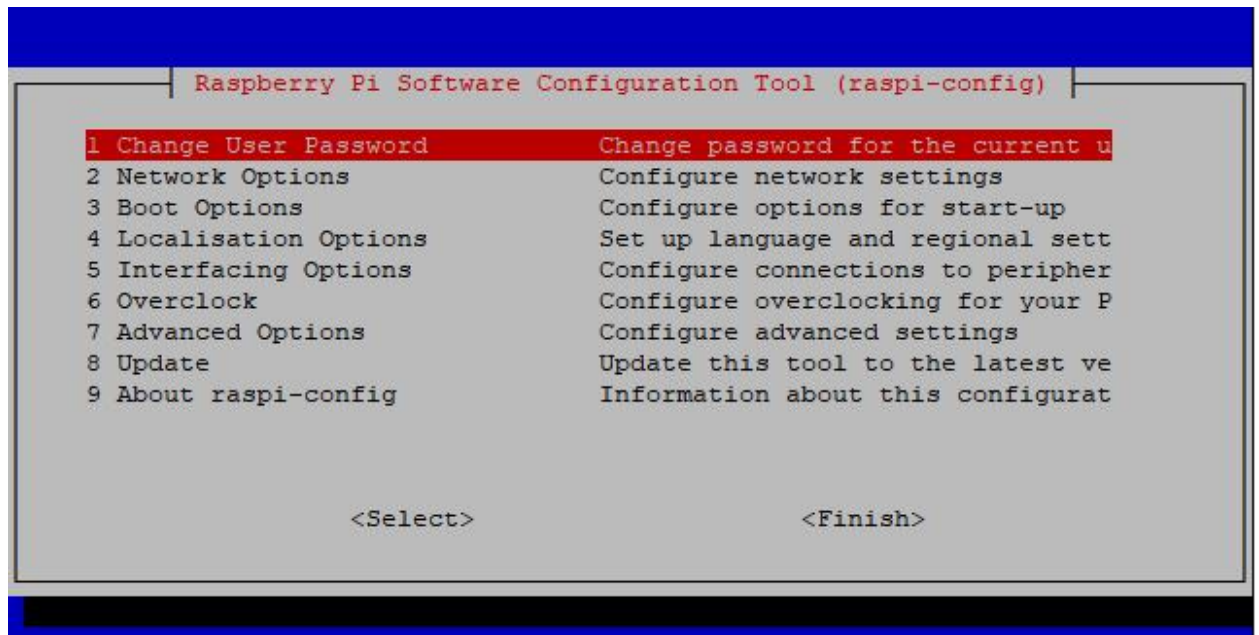 Raspberry Pi Software Configuration Tool (raspi-config)
1 Change User Password Change password for the current u
2 Network Options Configure network settings
3 Boot Options Configure options for start-up
4 Localisation Options Set up language and regional sett
5 Interfacing Options Configure connections to peripher
6 Overclock Configure overclocking for your P
7 Advanced Options Configure advanced settings
8 Update Update this tool to the latest ve
9 About raspi-config Information about this configurat
<Select> <Finish>